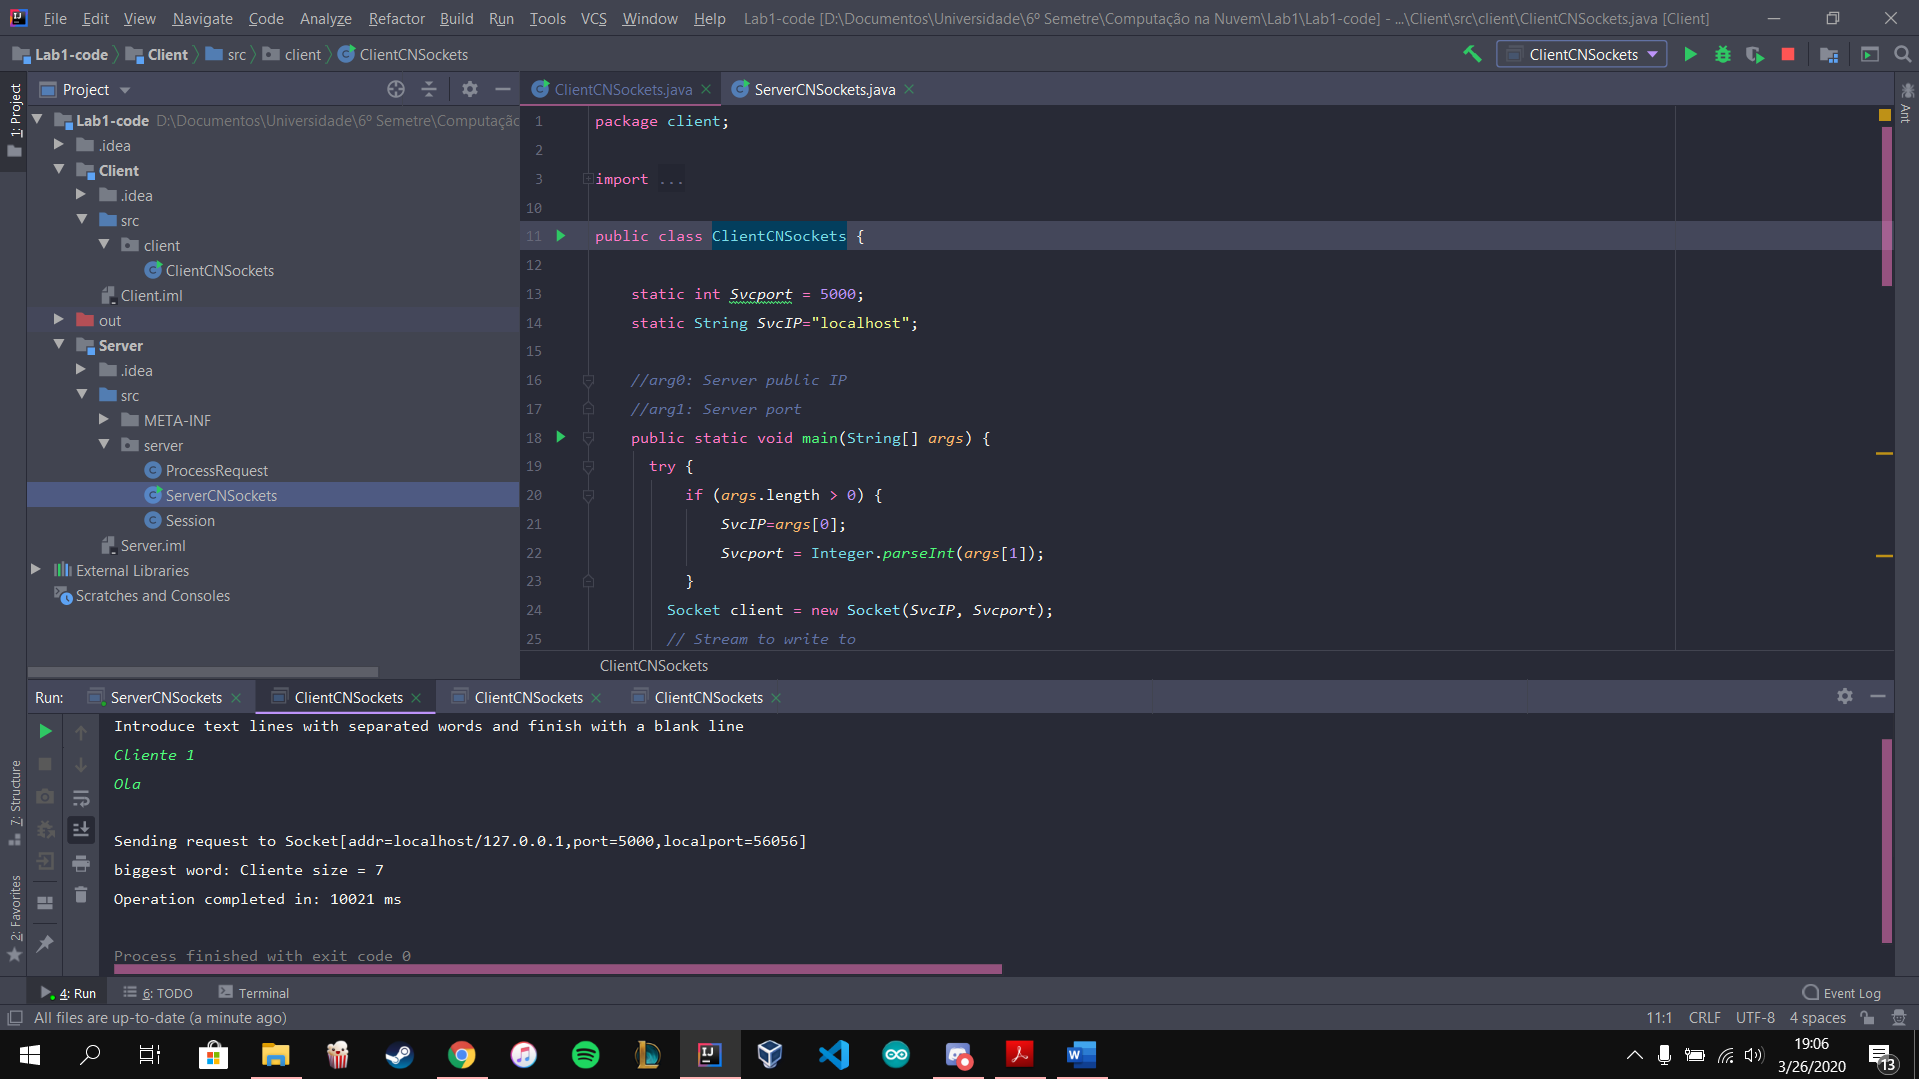 File Edit View Navigate Code Analyze Refactor Build Run Tools VCS Window Help Lab1-code [D:\Documentos\Universidade\6º Semetre\Computação na Nuvem\Lab1\Lab1-code] - ...\Client\src\client\ClientCNSockets.java [Client]
Lab1-code Client src client ClientCNSockets
ClientCNSockets
1: Project
Project
Lab1-code D:\Documentos\Universidade\6º Semetre\Computação
.idea
Client
.idea
src
client
ClientCNSockets
Client.iml
out
Server
.idea
src
META-INF
server
ProcessRequest
ServerCNSockets
Session
Server.iml
External Libraries
Scratches and Consoles
ClientCNSockets.java ServerCNSockets.java
Ant
1 package client;
2
3 import ...
10
11 public class ClientCNSockets {
12
13 static int Svcport = 5000;
14 static String SvcIP="localhost";
15
16 //arg0: Server public IP
17 //arg1: Server port
18 public static void main(String[] args) {
19 try {
20 if (args.length > 0) {
21 SvcIP=args[0];
22 Svcport = Integer.parseInt(args[1]);
23 }
24 Socket client = new Socket(SvcIP, Svcport);
25 // Stream to write to
ClientCNSockets
Run: ServerCNSockets ClientCNSockets ClientCNSockets ClientCNSockets
Introduce text lines with separated words and finish with a blank line
Cliente 1
Ola
Sending request to Socket[addr=localhost/127.0.0.1,port=5000,localport=56056]
biggest word: Cliente size = 7
Operation completed in: 10021 ms
Process finished with exit code 0
7: Structure
2: Favorites
4: Run 6: TODO Terminal Event Log
All files are up-to-date (a minute ago) 11:1 CRLF UTF-8 4 spaces
19:06
3/26/2020
13